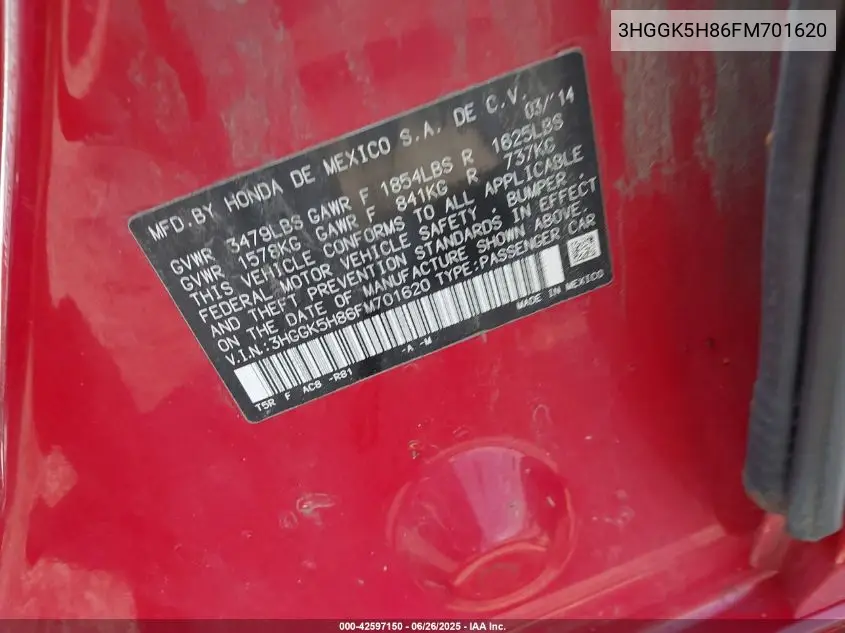 3HGGK5H86FM701620
MFD.BY HONDA DE MEXICO S.A. DE C.V. 03/'14
GVWR 3479LBS GAWR F 1854LBS R 1625LBS
GVWR 1578KG GAWR F 841KG R 737KG
THIS VEHICLE CONFORMS TO ALL APPLICABLE
FEDERAL MOTOR VEHICLE SAFETY, BUMPER,
AND THEFT PREVENTION STANDARDS IN EFFECT
ON THE DATE OF MANUFACTURE SHOWN ABOVE.
V.I.N.:3HGGK5H86FM701620 TYPE:PASSENGER CAR
T5R F AC8 -R81 -A -M MADE IN MEXICO
000-42597150 - 06/26/2025 - IAA Inc.